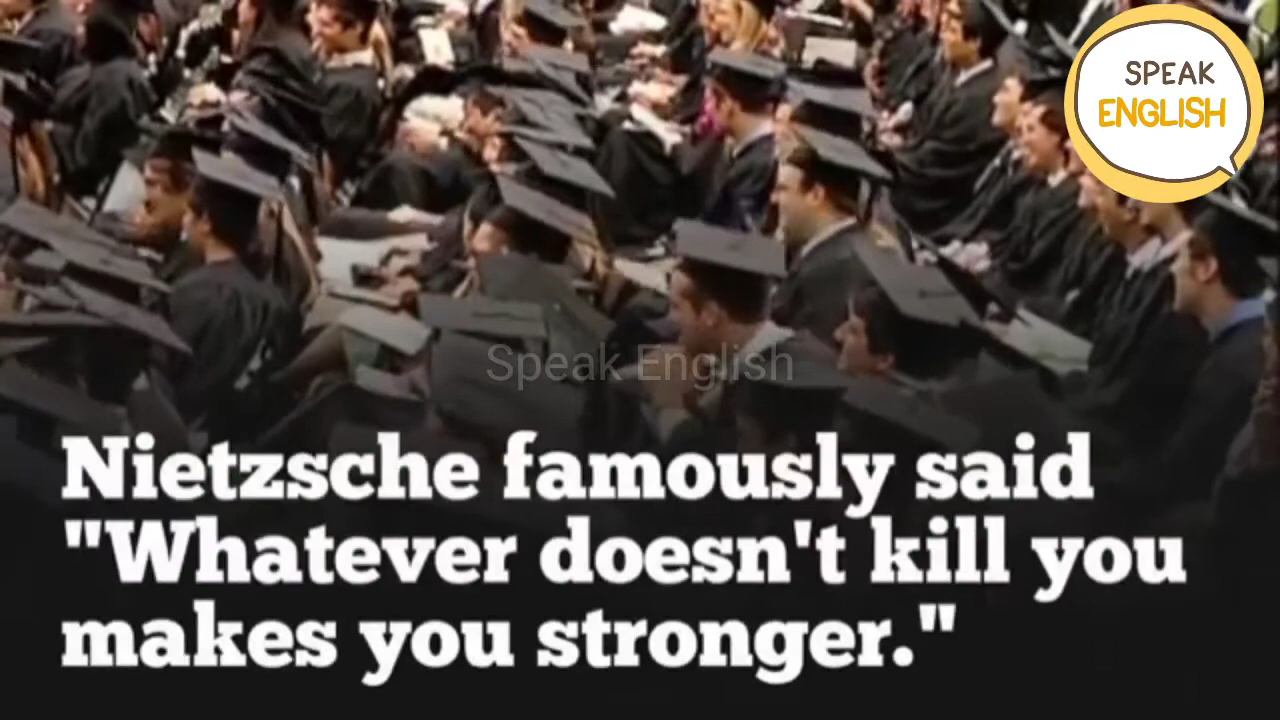 SPEAK
ENGLISH
Speak English
Nietzsche famously said
"Whatever doesn't kill you
makes you stronger."